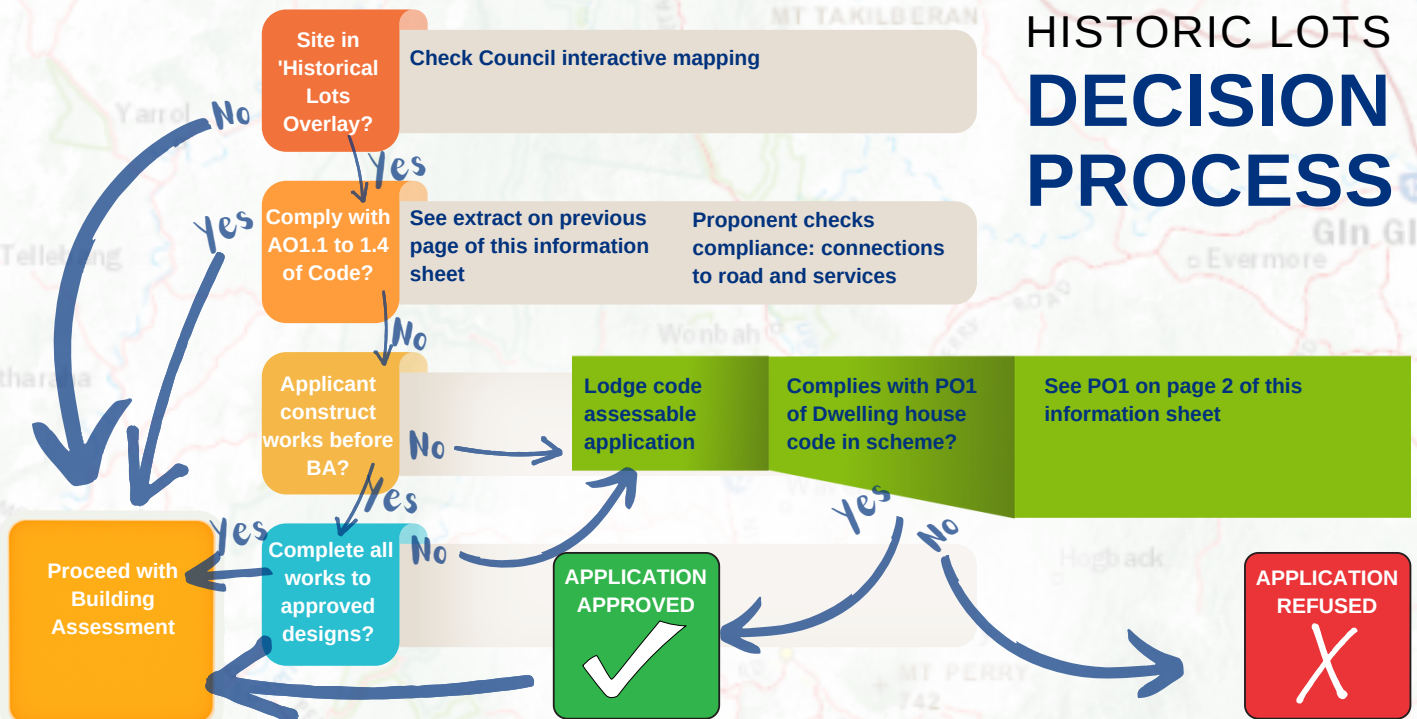 HISTORIC LOTS
DECISION
PROCESS
Site in
'Historical
Lots
Overlay?
Check Council interactive mapping
No
Yes
Comply with
AO1.1 to 1.4
of Code?
See extract on previous
page of this information
sheet
Proponent checks
compliance: connections
to road and services
Yes
No
Applicant
construct
works before
BA?
No
Yes
Lodge code
assessable
application
Complies with PO1
of Dwelling house
code in scheme?
See PO1 on page 2 of this
information sheet
Yes
No
Complete all
works to
approved
designs?
Yes
No
Proceed with
Building
Assessment
APPLICATION
APPROVED
APPLICATION
REFUSED
MT TAKILBERAN
Yarrol
Gin Gi
Evermore
ROAD
Wonbah
Hogback
MT PERRY
742